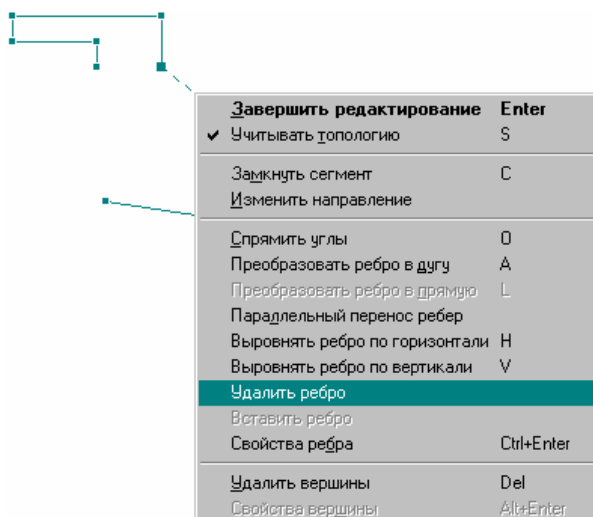 Завершить редактирование Enter
Учитывать топологию S
Замкнуть сегмент C
Изменить направление
Спрямить углы O
Преобразовать ребро в дугу A
Преобразовать ребро в прямую L
Параллельный перенос ребер
Выровнять ребро по горизонтали H
Выровнять ребро по вертикали V
Удалить ребро
Вставить ребро
Свойства ребра Ctrl+Enter
Удалить вершины Del
Свойства вершины Alt+Enter